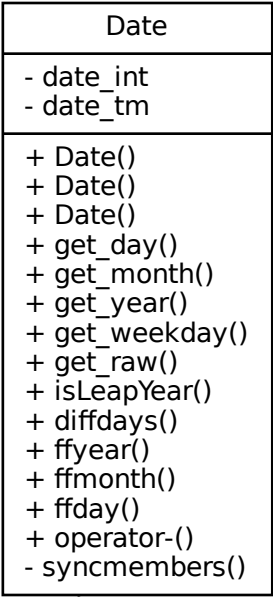 Date
- date_int
- date_tm
+ Date()
+ Date()
+ Date()
+ get_day()
+ get_month()
+ get_year()
+ get_weekday()
+ get_raw()
+ isLeapYear()
+ diffdays()
+ ffyear()
+ ffmonth()
+ ffday()
+ operator-()
- syncmembers()